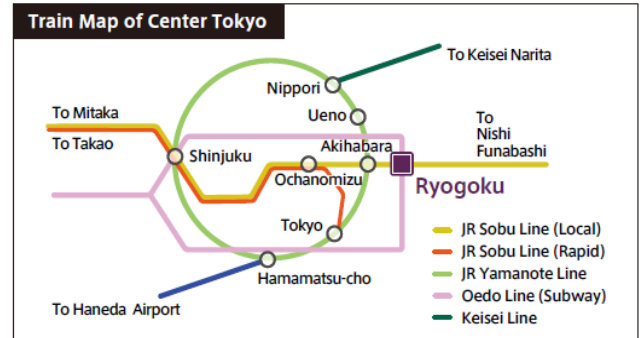 Train Map of Center Tokyo
To Keisei Narita
Nippori
Ueno
To Mitaka
To Takao
To
Nishi
Funabashi
Akihabara
Shinjuku
Ochanomizu
Ryogoku
Tokyo
Hamamatsu-cho
To Haneda Airport
JR Sobu Line (Local)
JR Sobu Line (Rapid)
JR Yamanote Line
Oedo Line (Subway)
Keisei Line